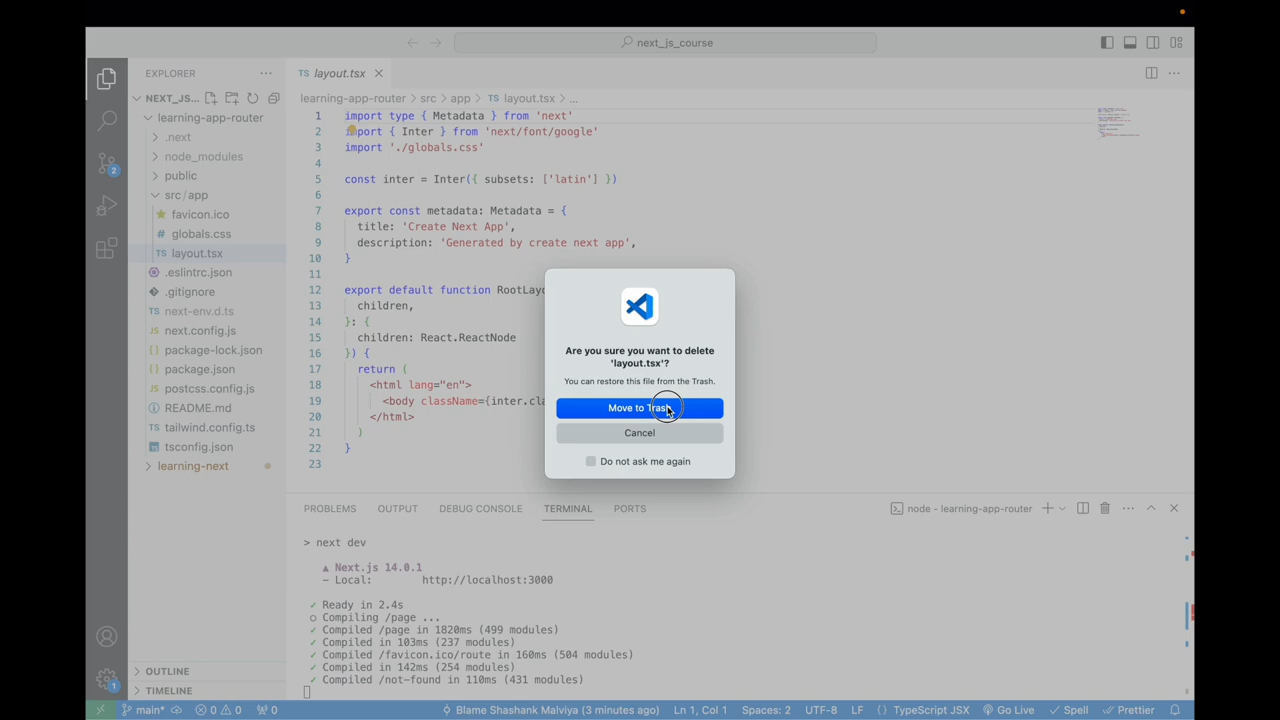 next_js_course
EXPLORER
NEXT_JS...
learning-app-router
.next
node_modules
public
src/app
favicon.ico
# globals.css
TS layout.tsx
.eslintrc.json
.gitignore
next-env.d.ts
JS next.config.js
{} package-lock.json
{} package.json
JS postcss.config.js
README.md
TS tailwind.config.ts
tsconfig.json
learning-next
OUTLINE
TIMELINE
2
1
TS layout.tsx
learning-app-router > src > app > TS layout.tsx > ...
1 import type { Metadata } from 'next'
2 import { Inter } from 'next/font/google'
3 import './globals.css'
4
5 const inter = Inter({ subsets: ['latin'] })
6
7 export const metadata: Metadata = {
8 title: 'Create Next App',
9 description: 'Generated by create next app',
10 }
11
12 export default function RootLayo
13 children,
14 }: {
15 children: React.ReactNode
16 }) {
17 return (
18 <html lang="en">
19 <body className={inter.cla
20 </html>
21 )
22 }
23
Are you sure you want to delete
'layout.tsx'?
You can restore this file from the Trash.
Move to Trash
Cancel
Do not ask me again
PROBLEMS OUTPUT DEBUG CONSOLE TERMINAL PORTS
node - learning-app-router
> next dev
▲ Next.js 14.0.1
- Local: http://localhost:3000
✓ Ready in 2.4s
○ Compiling /page ...
✓ Compiled /page in 1820ms (499 modules)
✓ Compiled in 103ms (237 modules)
✓ Compiled /favicon.ico/route in 160ms (504 modules)
✓ Compiled in 142ms (254 modules)
✓ Compiled /not-found in 110ms (431 modules)
main* 0 0 0 Blame Shashank Malviya (3 minutes ago) Ln 1, Col 1 Spaces: 2 UTF-8 LF {} TypeScript JSX Go Live ✓ Spell Prettier